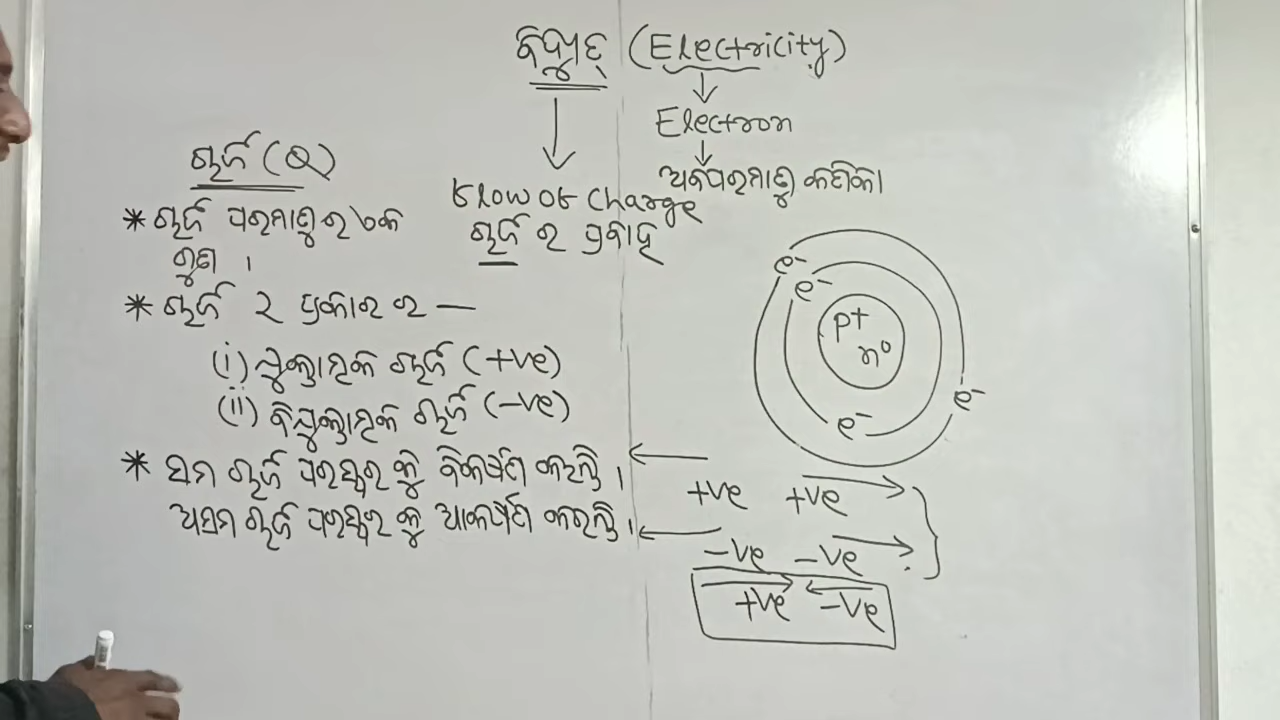 ବିଦ୍ୟୁତ୍ (Electricity)
Electron
ଅବପରମାଣୁ କଣିକା
Flow of Charge
ଚାର୍ଜ ର ପ୍ରବାହ
ଚାର୍ଜ (Q)
* ଚାର୍ଜ ପରମାଣୁର ଏକ
ଗୁଣ ।
* ଚାର୍ଜ ୨ ପ୍ରକାର ର —
(i) ଯୁକ୍ତାତ୍ମକ ଚାର୍ଜ (+ve)
(ii) ବିଯୁକ୍ତାତ୍ମକ ଚାର୍ଜ (-ve)
* ସମ ଚାର୍ଜ ପରସ୍ପର କୁ ବିକର୍ଷଣ କରନ୍ତି ।
ଅସମ ଚାର୍ଜ ପରସ୍ପର କୁ ଆକର୍ଷଣ କରନ୍ତି ।
e-
e-
p+
n0
e-
e-
+ve +ve
-ve -ve
+ve -ve